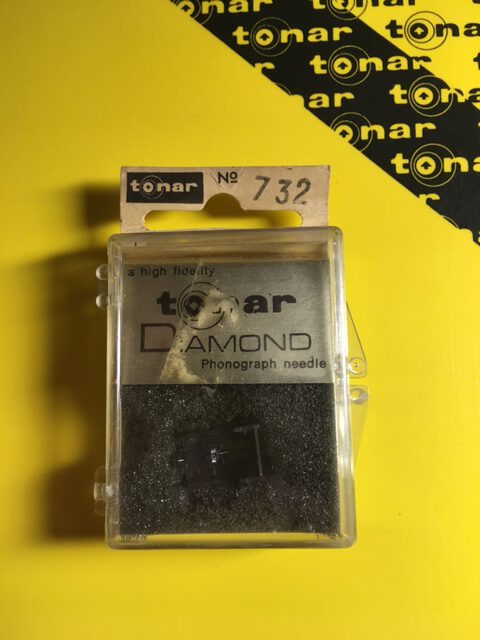 tonar
tonar tonar
tonar tonar
tonar tonar
tonar
tonar
tonar Nº 732
a high fidelity
tonar
DIAMOND
Phonograph needle